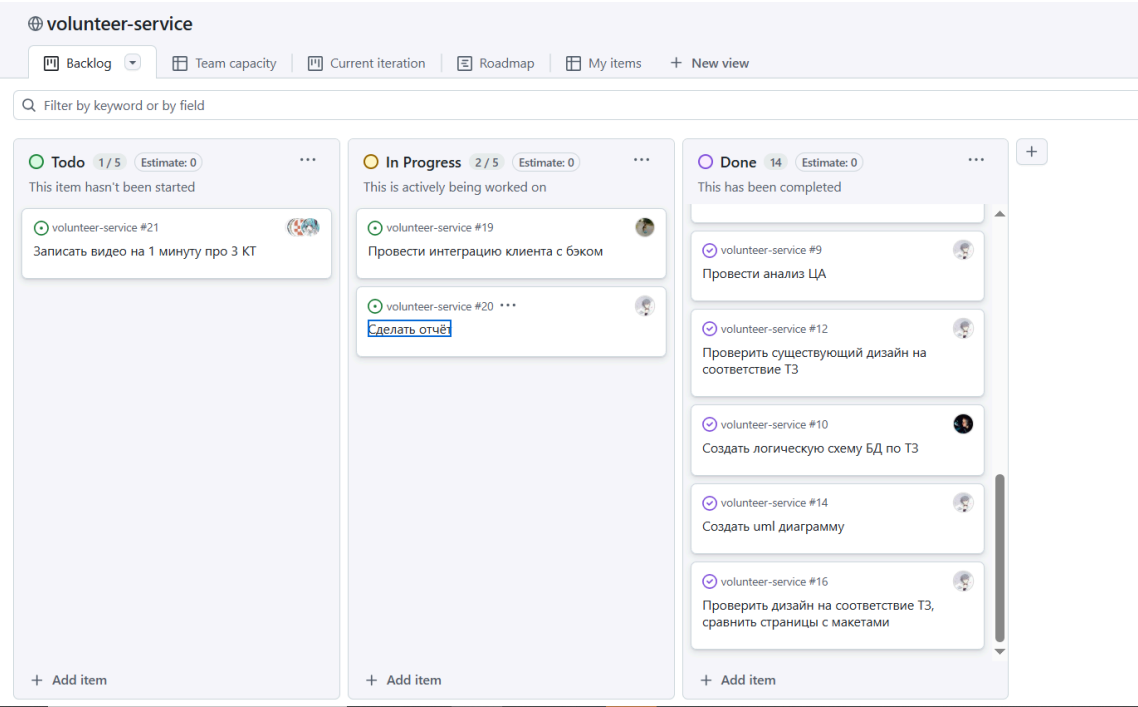 volunteer-service
Backlog
Team capacity
Current iteration
Roadmap
My items
New view
Filter by keyword or by field
Todo 1 / 5 Estimate: 0
This item hasn't been started
volunteer-service #21
Записать видео на 1 минуту про 3 КТ
Add item
In Progress 2 / 5 Estimate: 0
This is actively being worked on
volunteer-service #19
Провести интеграцию клиента с бэком
volunteer-service #20
Сделать отчёт
Add item
Done 14 Estimate: 0
This has been completed
volunteer-service #9
Провести анализ ЦА
volunteer-service #12
Проверить существующий дизайн на
соответствие ТЗ
volunteer-service #10
Создать логическую схему БД по ТЗ
volunteer-service #14
Создать uml диаграмму
volunteer-service #16
Проверить дизайн на соответствие ТЗ,
сравнить страницы с макетами
Add item